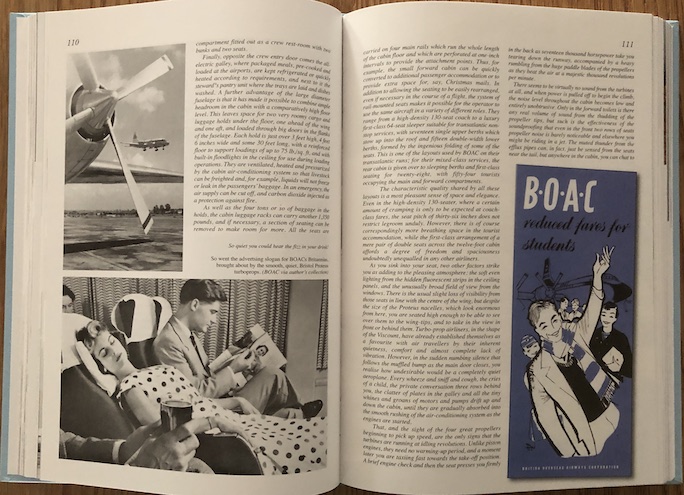 110
compartment fitted out as a crew rest-room with two
bunks and two seats.
Finally, opposite the crew entry door comes the all-
electric galley, where packaged meals, pre-cooked and
loaded at the airports, are kept refrigerated or quickly
heated according to requirements, and next to it the
steward's pantry unit where the trays are laid and dishes
washed. A further advantage of the large diameter
fuselage is that it has made it possible to combine ample
headroom in the cabin with a comparatively high floor
level. This leaves space for two very roomy cargo and
luggage holds under the floor, one ahead of the wing
and one aft, and loaded through big doors in the flanks
of the fuselage. Each hold is just over 3 feet high, 4 feet
6 inches wide and some 30 feet long, with a reinforced
floor to support loadings of up to 75 lb./sq. ft. and with
built-in floodlights in the ceiling for use during loading
operations. They are ventilated, heated and pressurized
by the cabin air-conditioning system so that livestock
can be freighted and, for example, liquids will not freeze
or leak in the passengers' baggage. In an emergency, the
air supply can be cut off, and carbon dioxide injected as
a protection against fire.
As well as the four tons or so of baggage in the
holds, the cabin luggage racks can carry another 1,250
pounds, and if necessary, a section of seating can be
removed to make room for more. All the seats are
So quiet you could hear the fizz in your drink!
So went the advertising slogan for BOAC's Britannias
brought about by the smooth, quiet, Bristol Proteus
turboprops. (BOAC via author's collection)
111
carried on four main rails which run the whole length
of the cabin floor and which are perforated at one inch
intervals to provide the attachment points. Thus, for
example, the small forward cabin can be quickly
converted to additional passenger accommodation or to
provide extra space for, say, Christmas mails. In
addition to allowing the seating to be easily rearranged,
even if necessary in the course of a flight, the system of
rail mounted seats makes it possible for the operator to
use the same aircraft in a variety of different roles. They
range from a high-density 130-seat coach to a luxury
first-class 64-seat sleeper suitable for transatlantic non-
stop services, with seventeen single upper berths which
stow up into the roof and fifteen double-width lower
berths, formed by the ingenious folding of some of the
seats. This is one of the layouts used by BOAC on their
transatlantic runs; for their mixed-class services, the
rear cabin is given over to sleeping berths and first-class
seating for twenty-eight, with fifty-four tourists
occupying the main and forward compartments.
The characteristic quality shared by all these
layouts is a most pleasant sense of space and elegance.
Even in the high-density 130-seater, where a certain
amount of cramping is only to be expected at coach-
class fares, the seat pitch of thirty-six inches does not
restrict legroom unduly. However, there is of course
correspondingly more breathing space in the tourist
accommodation, while the first-class arrangement of a
mere pair of double seats across the twelve-foot cabin
affords a degree of freedom and spaciousness
undoubtedly unequalled in any other airliner.
As you sink into your seat, two other factors strike
you as adding to the pleasing atmosphere: the soft even
lighting from the hidden fluorescent strips in the ceiling
panels, and the unusually broad field of view from the
windows. There is the usual slight loss of visibility from
those seats in line with the centre of the wing, but despite
the size of the Proteus nacelles, which look enormous
from here, you are seated high enough to be able to see
over them to the wing-tips, and to take in the view in
front or behind them. Turbo-prop airliners, in the shape
of the Viscount, have already established themselves as
a favourite with air travellers by their inherent
quietness, comfort and almost complete lack of
vibration. However, in the sudden numbing silence that
follows the muffled bump as the main door closes, you
realise how undesirable would be a completely quiet
aeroplane. Every wheeze and sniff and cough, the cries
of a child, the private conversation three rows behind
you, the clatter of plates in the galley and all the tiny
whines and groans of motors and pumps drift up and
down the cabin, until they are gradually absorbed into
the smooth rushing of the air-conditioning system as the
engines are started.
That, and the sight of the four great propellers
beginning to pick up speed, are the only signs that the
turbines are running at idling revolutions. Unlike piston
engines, they need no warming-up period, and a moment
later you are taxiing fast towards the take-off position.
A brief engine check and then the seat presses you firmly
in the back as seventeen thousand horsepower take you
tearing down the runway, accompanied by a heavy
rumbling from the huge paddle blades of the propellers
as they beat the air at a majestic thousand revolutions
per minute.
There seems to be virtually no sound from the turbines
at all, and when power is pulled off to begin the climb,
the noise level throughout the cabin becomes low and
entirely unobtrusive. Only in the forward toilets is there
any real volume of sound from the thudding of the
propeller tips, but such is the effectiveness of the
soundproofing that even in the front two rows of seats
propeller noise is barely noticeable and elsewhere you
might be riding in a jet. The muted thunder from the
efflux pipes can, in fact, just be sensed from the seats
near the tail, but anywhere in the cabin, you can chat to
B·O·A·C
reduced fares for
students
BRITISH OVERSEAS AIRWAYS CORPORATION